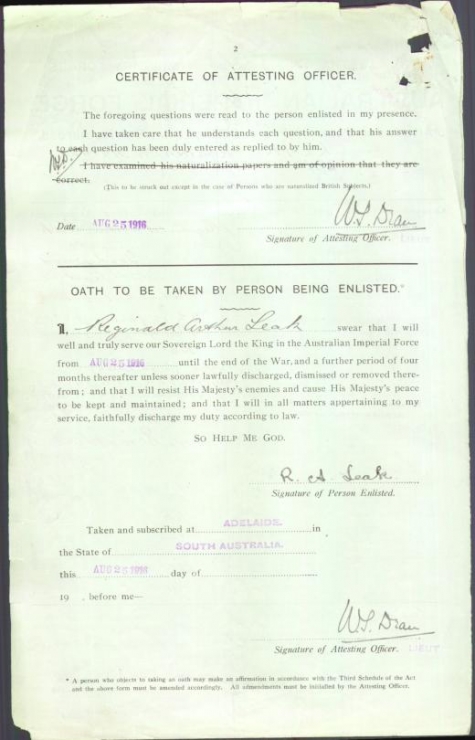 2
CERTIFICATE OF ATTESTING OFFICER.
The foregoing questions were read to the person enlisted in my presence.
I have taken care that he understands each question, and that his answer
to each question has been duly entered as replied to by him.
I have examined his naturalization papers and am of opinion that they are
correct.
(This to be struck out except in the case of Persons who are naturalized British Subjects.)
Date AUG 25 1916
Signature of Attesting Officer.
OATH TO BE TAKEN BY PERSON BEING ENLISTED.*
I, Reginald Arthur Leak swear that I will
well and truly serve our Sovereign Lord the King in the Australian Imperial Force
from AUG 25 1916 until the end of the War, and a further period of four
months thereafter unless sooner lawfully discharged, dismissed or removed there-
from; and that I will resist His Majesty's enemies and cause His Majesty's peace
to be kept and maintained; and that I will in all matters appertaining to my
service, faithfully discharge my duty according to law.
SO HELP ME GOD.
R. A. Leak
Signature of Person Enlisted.
Taken and subscribed at ADELAIDE. in
the State of SOUTH AUSTRALIA.
this AUG 25 1916 day of
19 , before me—
Signature of Attesting Officer. LIEUT
* A person who objects to taking an oath may make an affirmation in accordance with the Third Schedule of the Act
and the above form must be amended accordingly. All amendments must be initialled by the Attesting Officer.